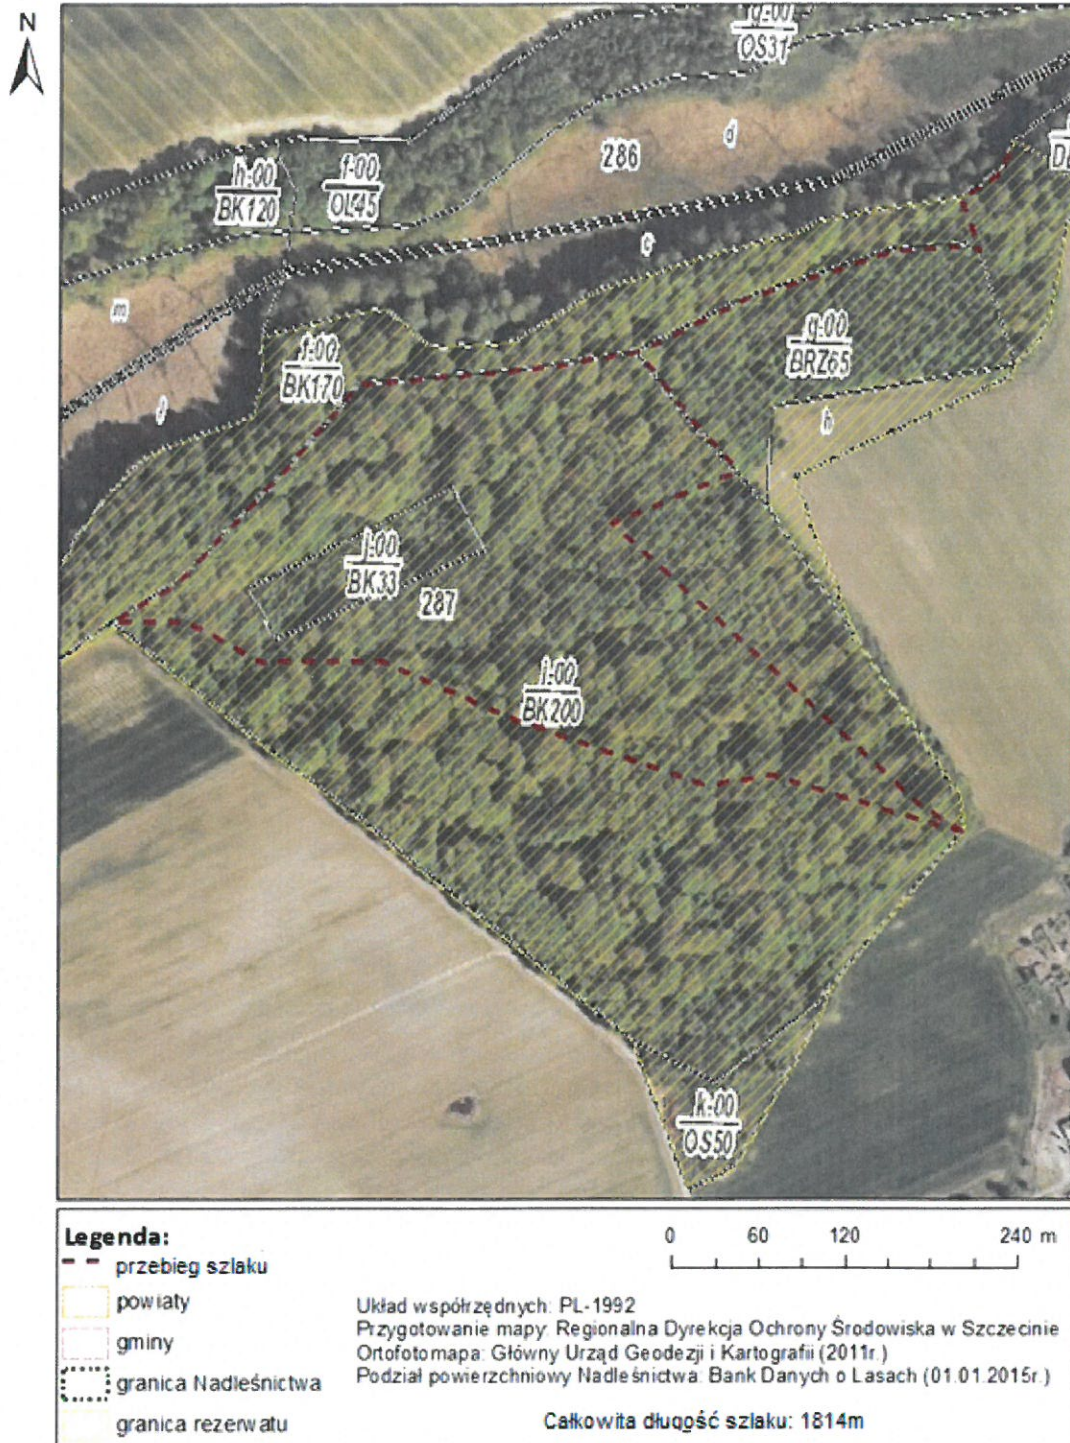 N
g-00
OS31
h-00
BK120
f-00
OL45
286
d
c
m
f-00
BK170
g-00
BRZ65
h
j-00
BK33
287
i-00
BK200
k-00
OS50
Legenda:
przebieg szlaku
powiaty
gminy
granica Nadleśnictwa
granica rezerwatu
0 60 120 240 m
Układ współrzędnych: PL-1992
Przygotowanie mapy: Regionalna Dyrekcja Ochrony Środowiska w Szczecinie
Ortofotomapa: Główny Urząd Geodezji i Kartografii (2011r.)
Podział powierzchniowy Nadleśnictwa: Bank Danych o Lasach (01.01.2015r.)
Całkowita długość szlaku: 1814m